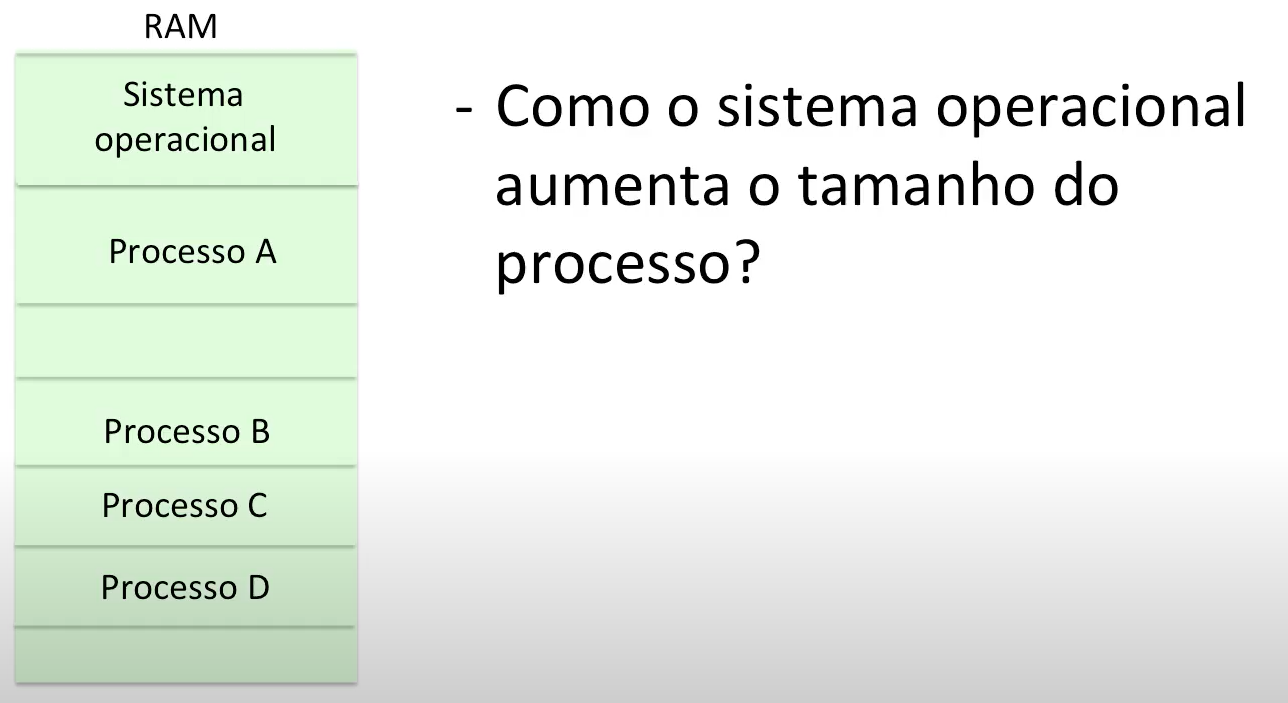 RAM
Sistema
operacional
Processo A
Processo B
Processo C
Processo D
- Como o sistema operacional
aumenta o tamanho do
processo?